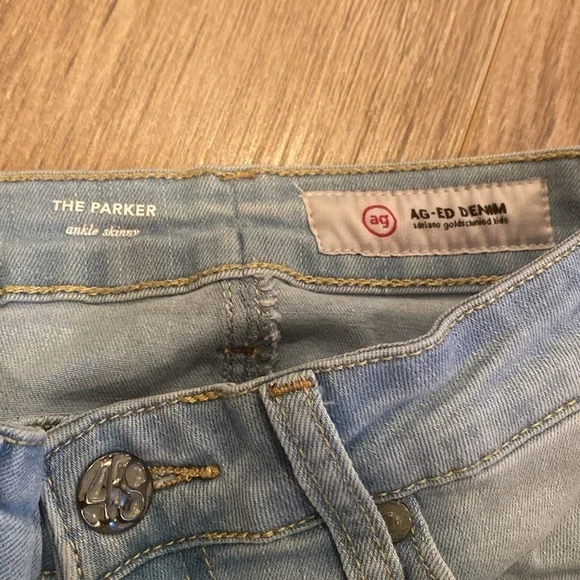 THE PARKER
ankle skinny
ag
AG-ED DENIM
adriano goldschmied kids